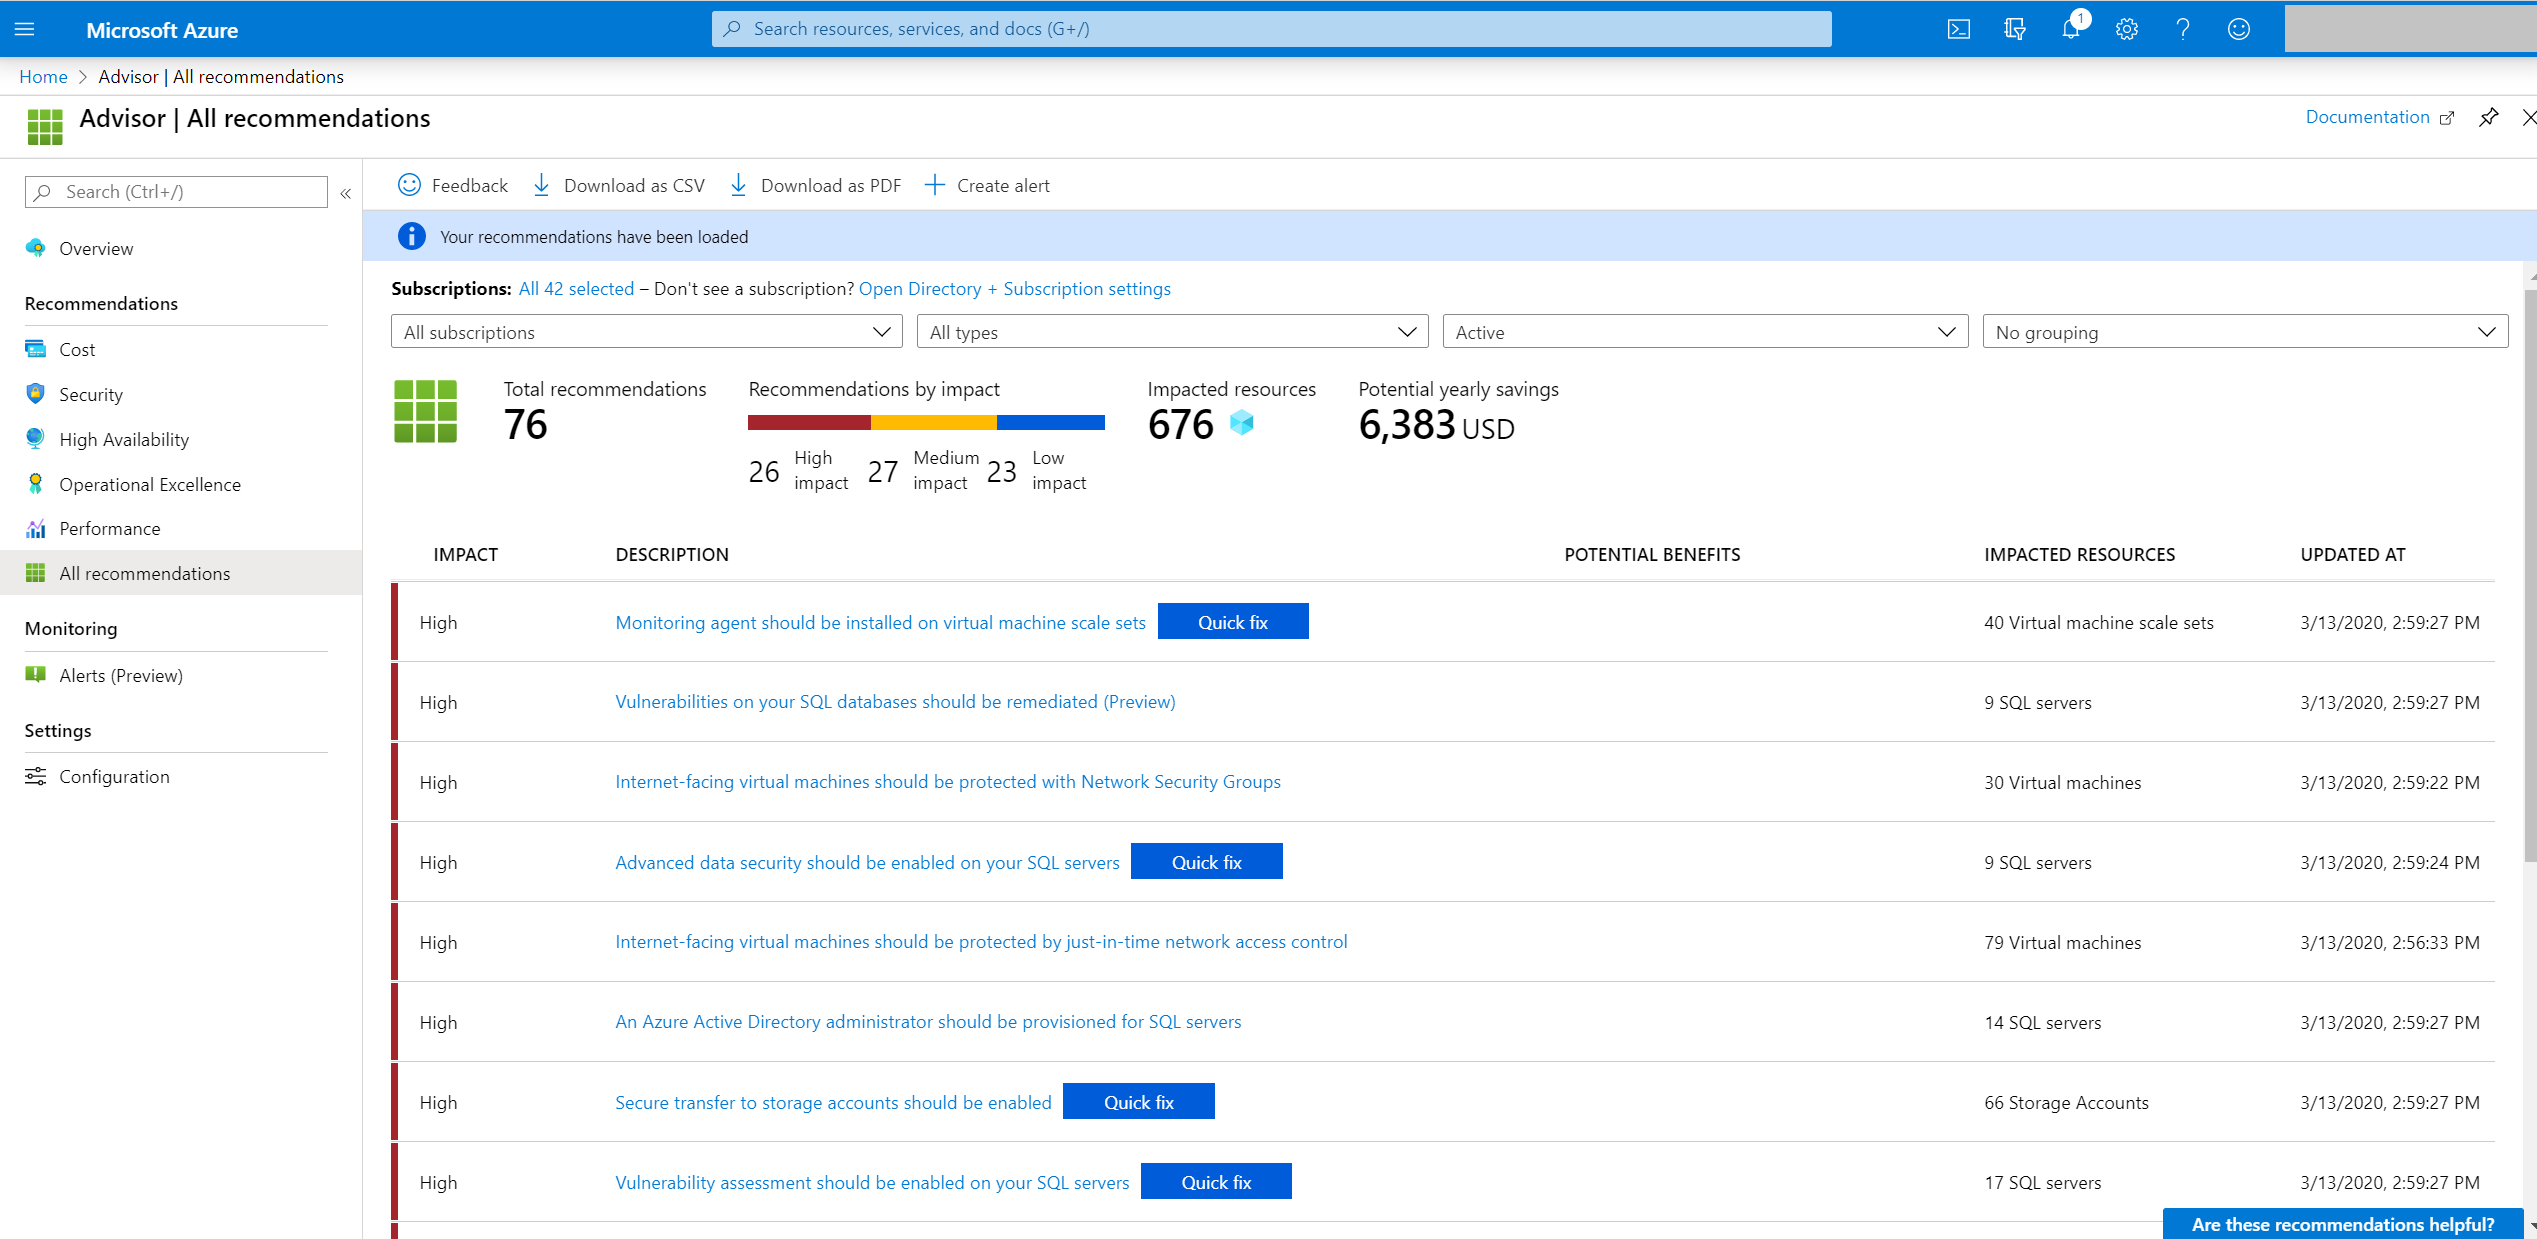 Microsoft Azure
Search resources, services, and docs (G+/)
1
Home > Advisor | All recommendations
Advisor | All recommendations
Documentation
Search (Ctrl+/)
«
Overview
Recommendations
Cost
Security
High Availability
Operational Excellence
Performance
All recommendations
Monitoring
Alerts (Preview)
Settings
Configuration
Feedback
Download as CSV
Download as PDF
Create alert
Your recommendations have been loaded
Subscriptions: All 42 selected – Don't see a subscription? Open Directory + Subscription settings
All subscriptions
All types
Active
No grouping
Total recommendations
76
Recommendations by impact
26 High impact
27 Medium impact
23 Low impact
Impacted resources
676
Potential yearly savings
6,383 USD
IMPACT DESCRIPTION POTENTIAL BENEFITS IMPACTED RESOURCES UPDATED AT
High Monitoring agent should be installed on virtual machine scale sets Quick fix 40 Virtual machine scale sets 3/13/2020, 2:59:27 PM
High Vulnerabilities on your SQL databases should be remediated (Preview) 9 SQL servers 3/13/2020, 2:59:27 PM
High Internet-facing virtual machines should be protected with Network Security Groups 30 Virtual machines 3/13/2020, 2:59:22 PM
High Advanced data security should be enabled on your SQL servers Quick fix 9 SQL servers 3/13/2020, 2:59:24 PM
High Internet-facing virtual machines should be protected by just-in-time network access control 79 Virtual machines 3/13/2020, 2:56:33 PM
High An Azure Active Directory administrator should be provisioned for SQL servers 14 SQL servers 3/13/2020, 2:59:27 PM
High Secure transfer to storage accounts should be enabled Quick fix 66 Storage Accounts 3/13/2020, 2:59:27 PM
High Vulnerability assessment should be enabled on your SQL servers Quick fix 17 SQL servers 3/13/2020, 2:59:27 PM
Are these recommendations helpful?